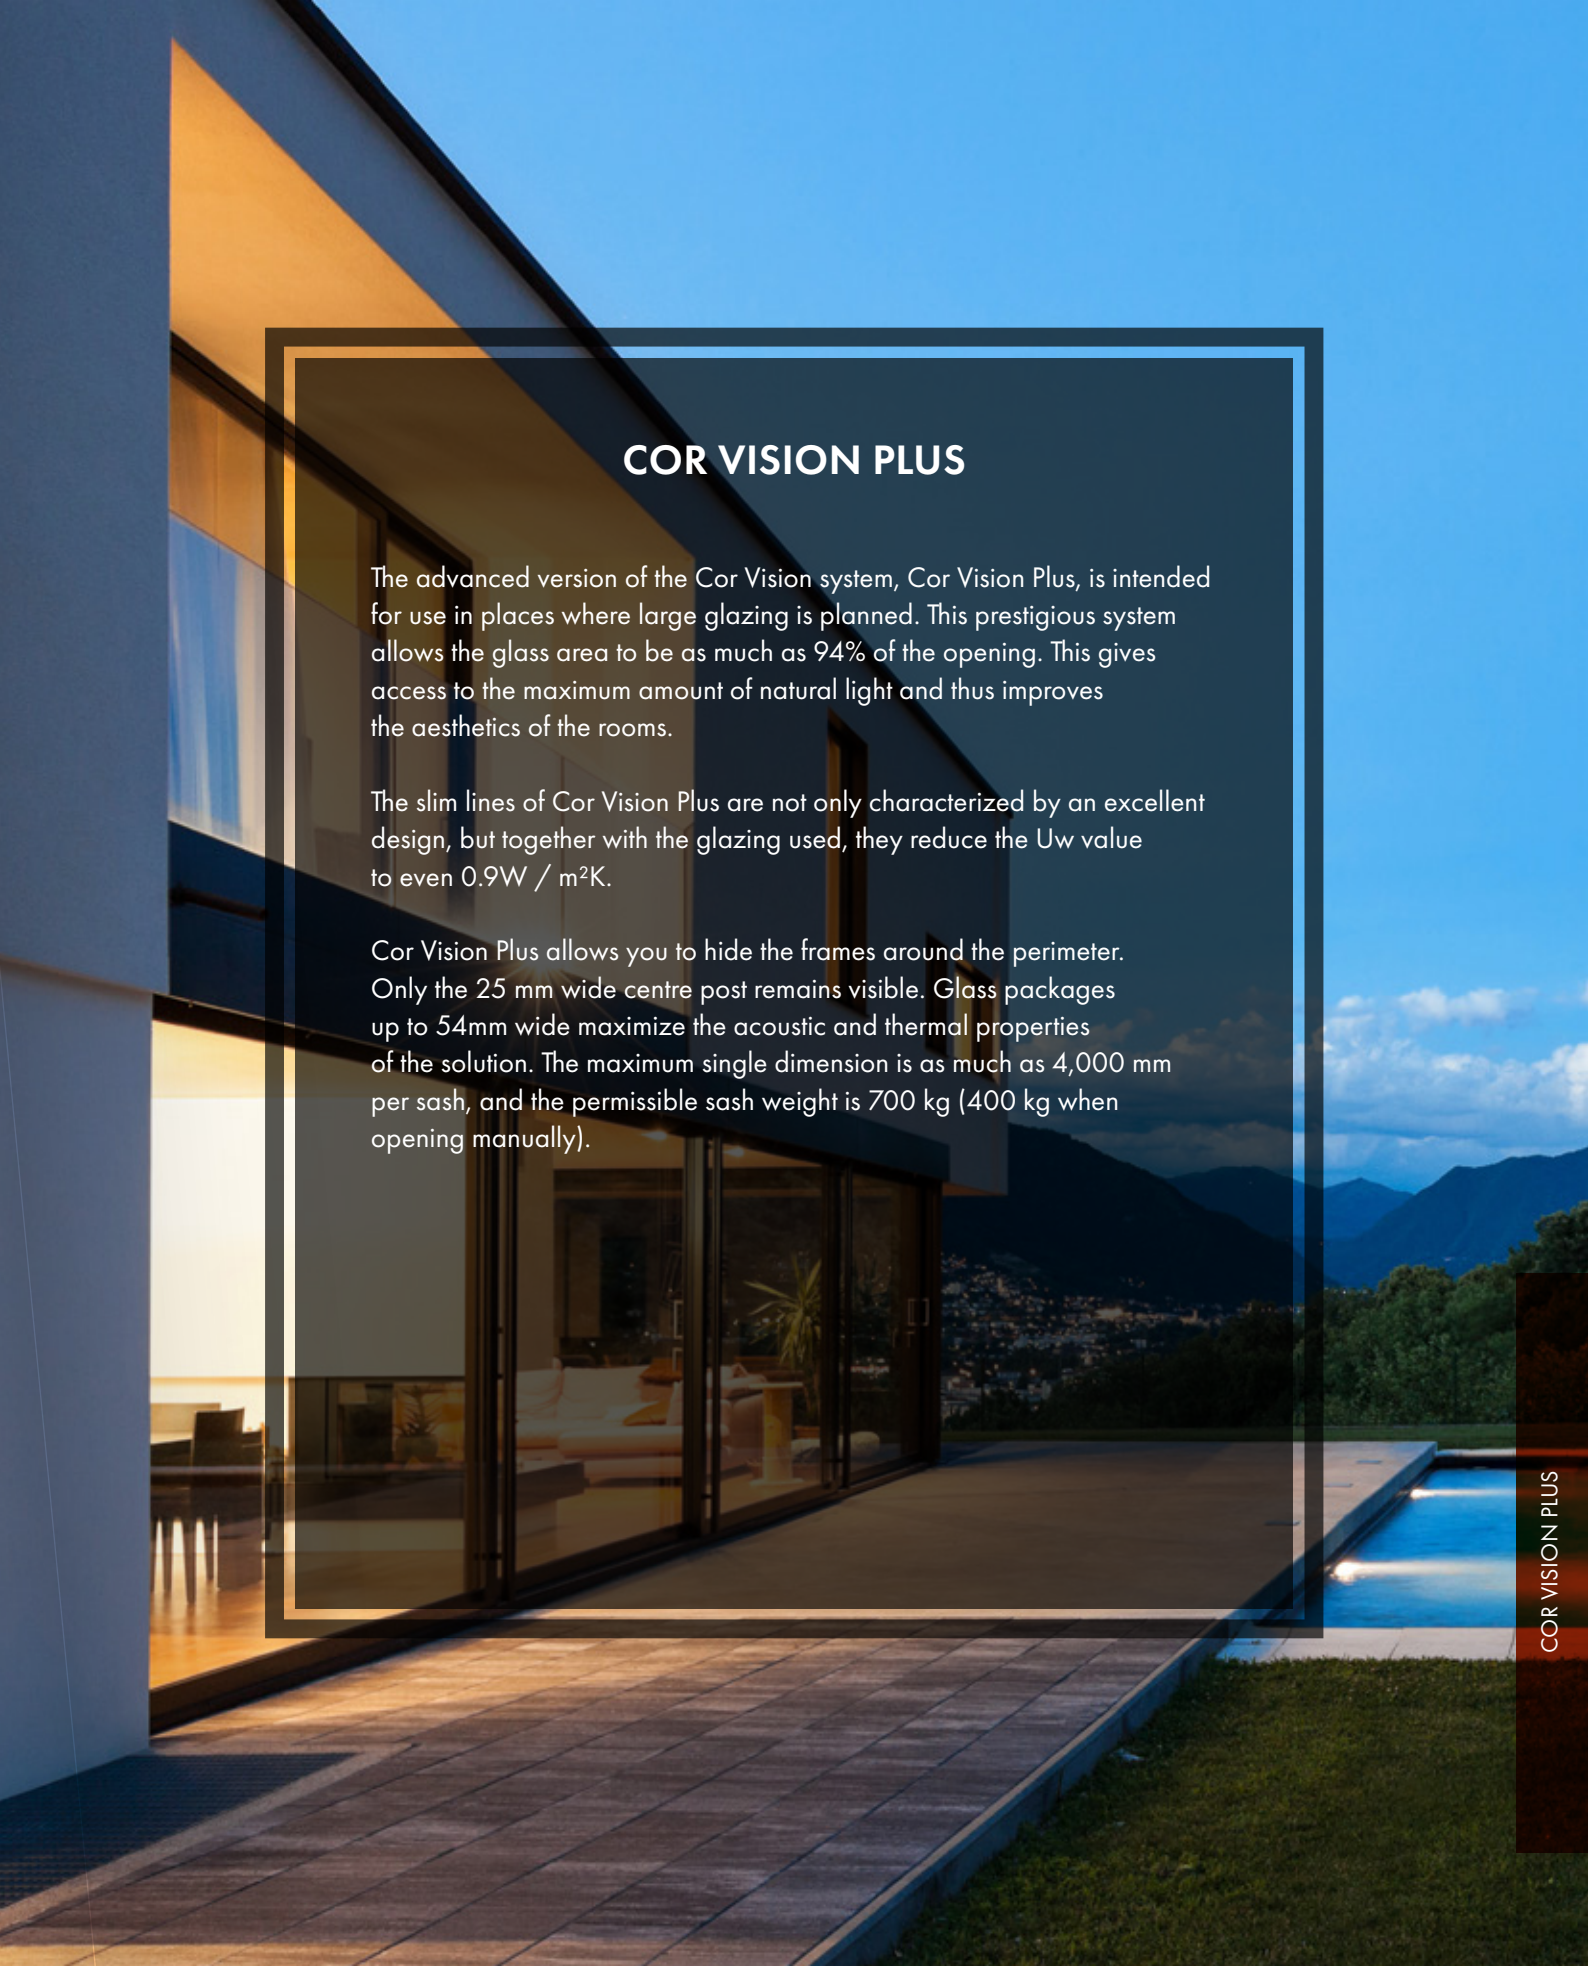 COR VISION PLUS
The advanced version of the Cor Vision system, Cor Vision Plus, is intended
for use in places where large glazing is planned. This prestigious system
allows the glass area to be as much as 94% of the opening. This gives
access to the maximum amount of natural light and thus improves
the aesthetics of the rooms.
The slim lines of Cor Vision Plus are not only characterized by an excellent
design, but together with the glazing used, they reduce the Uw value
to even 0.9W / m²K.
Cor Vision Plus allows you to hide the frames around the perimeter.
Only the 25 mm wide centre post remains visible. Glass packages
up to 54mm wide maximize the acoustic and thermal properties
of the solution. The maximum single dimension is as much as 4,000 mm
per sash, and the permissible sash weight is 700 kg (400 kg when
opening manually).
COR VISION PLUS